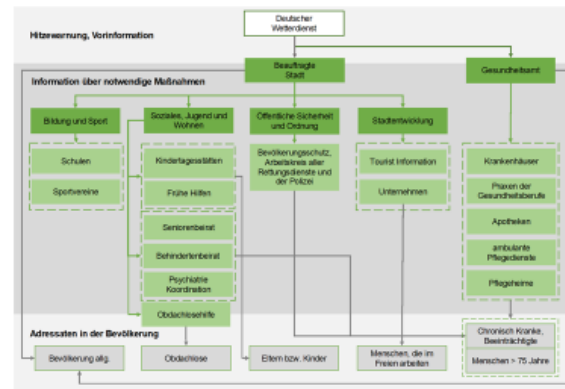 Deutscher
Wetterdienst
Hitzewarnung, Vorinformation
Beauftragte
Stadt
Gesundheitsamt
Information über notwendige Maßnahmen
Bildung und Sport
Soziales, Jugend und
Wohnen
Öffentliche Sicherheit
und Ordnung
Stadtentwicklung
Schulen
Sportvereine
Kindertagesstätten
Frühe Hilfen
Seniorenbeirat
Behindertenbeirat
Psychiatrie
Koordination
Obdachlosehilfe
Bevölkerungsschutz,
Arbeitskreis aller
Rettungsdienste und
der Polizei
Tourist Information
Unternehmen
Krankenhäuser
Praxen der
Gesundheitsberufe
Apotheken
ambulante
Pflegedienste
Pflegeheime
Adressaten in der Bevölkerung
Bevölkerung allg.
Obdachlose
Eltern bzw. Kinder
Menschen, die im
Freien arbeiten
Chronisch Kranke,
Beeinträchtigte
Menschen > 75 Jahre